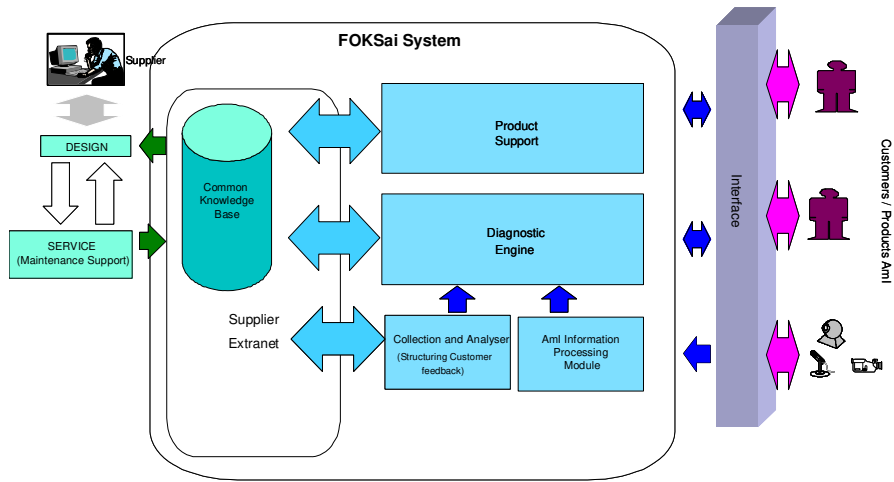 FOKSai System
Supplier
DESIGN
SERVICE
(Maintenance Support)
Common
Knowledge
Base
Supplier
Extranet
Product
Support
Diagnostic
Engine
Collection and Analyser
(Structuring Customer
feedback)
AmI Information
Processing
Module
Interface
Customers / Products AmI